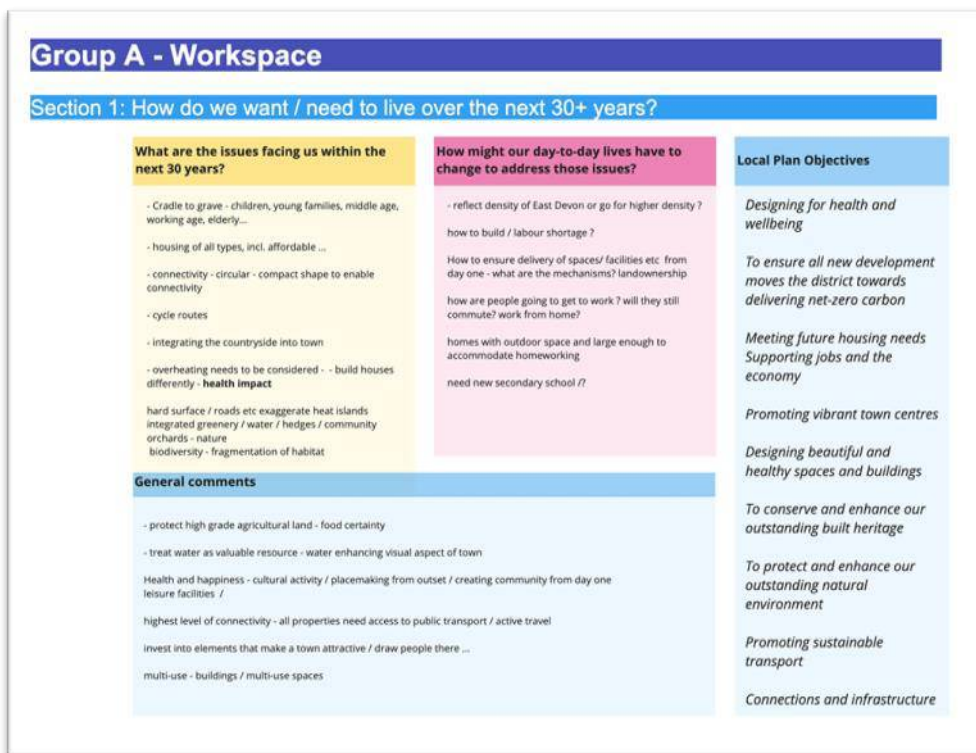 Group A - Workspace
Section 1: How do we want / need to live over the next 30+ years?
What are the issues facing us within the
next 30 years?
- Cradle to grave - children, young families, middle age,
working age, elderly...
- housing of all types, incl. affordable ...
- connectivity - circular - compact shape to enable
connectivity
- cycle routes
- integrating the countryside into town
- overheating needs to be considered - - build houses
differently - health impact
hard surface / roads etc exaggerate heat islands
integrated greenery / water / hedges / community
orchards - nature
biodiversity - fragmentation of habitat
How might our day-to-day lives have to
change to address those issues?
- reflect density of East Devon or go for higher density ?
how to build / labour shortage ?
How to ensure delivery of spaces/ facilities etc from
day one - what are the mechanisms? landownership
how are people going to get to work ? will they still
commute? work from home?
homes with outdoor space and large enough to
accommodate homeworking
need new secondary school /?
General comments
- protect high grade agricultural land - food certainty
- treat water as valuable resource - water enhancing visual aspect of town
Health and happiness - cultural activity / placemaking from outset / creating community from day one
leisure facilities /
highest level of connectivity - all properties need access to public transport / active travel
invest into elements that make a town attractive / draw people there ...
multi-use - buildings / multi-use spaces
Local Plan Objectives
Designing for health and
wellbeing
To ensure all new development
moves the district towards
delivering net-zero carbon
Meeting future housing needs
Supporting jobs and the
economy
Promoting vibrant town centres
Designing beautiful and
healthy spaces and buildings
To conserve and enhance our
outstanding built heritage
To protect and enhance our
outstanding natural
environment
Promoting sustainable
transport
Connections and infrastructure